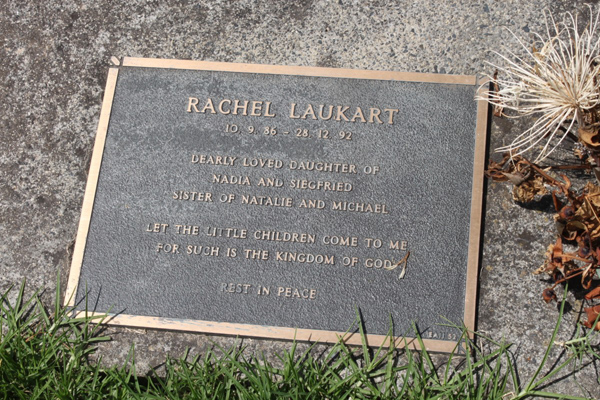 RACHEL LAUKART
10. 9. 86 - 28. 12. 92
DEARLY LOVED DAUGHTER OF
NADIA AND SIEGFRIED
SISTER OF NATALIE AND MICHAEL
LET THE LITTLE CHILDREN COME TO ME
FOR SUCH IS THE KINGDOM OF GOD.
REST IN PEACE